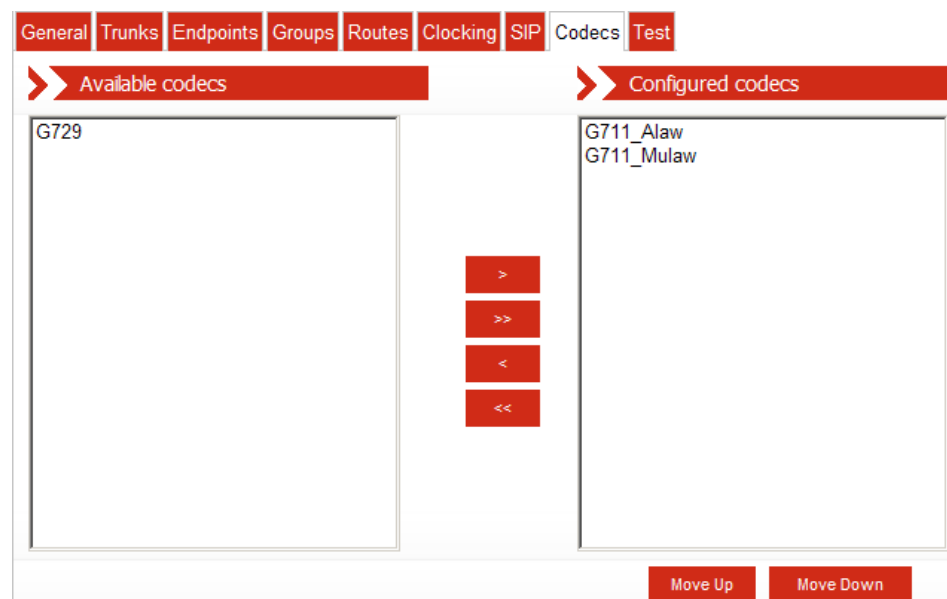 General Trunks Endpoints Groups Routes Clocking SIP Codecs Test
Available codecs
G729
>
>>
<
<<
Configured codecs
G711_Alaw
G711_Mulaw
Move Up Move Down